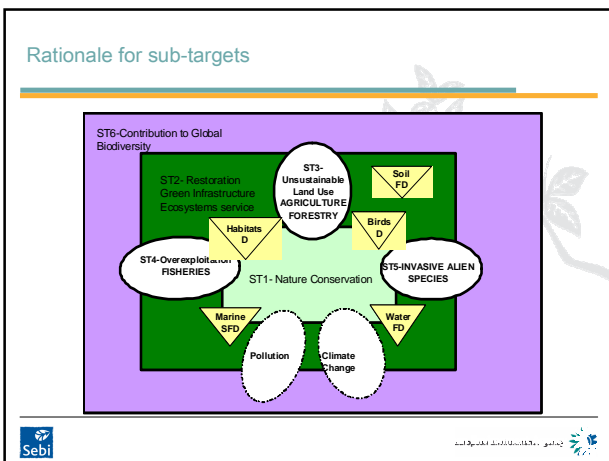 Rationale for sub-targets
ST6-Contribution to Global
Biodiversity
ST2- Restoration
Green Infrastructure
Ecosystems service
ST3-
Unsustainable
Land Use
AGRICULTURE
FORESTRY
Soil
FD
Habitats
D
Birds
D
ST4-Overexploitation
FISHERIES
ST1- Nature Conservation
ST5-INVASIVE ALIEN
SPECIES
Marine
SFD
Water
FD
Pollution
Climate
Change
Sebi